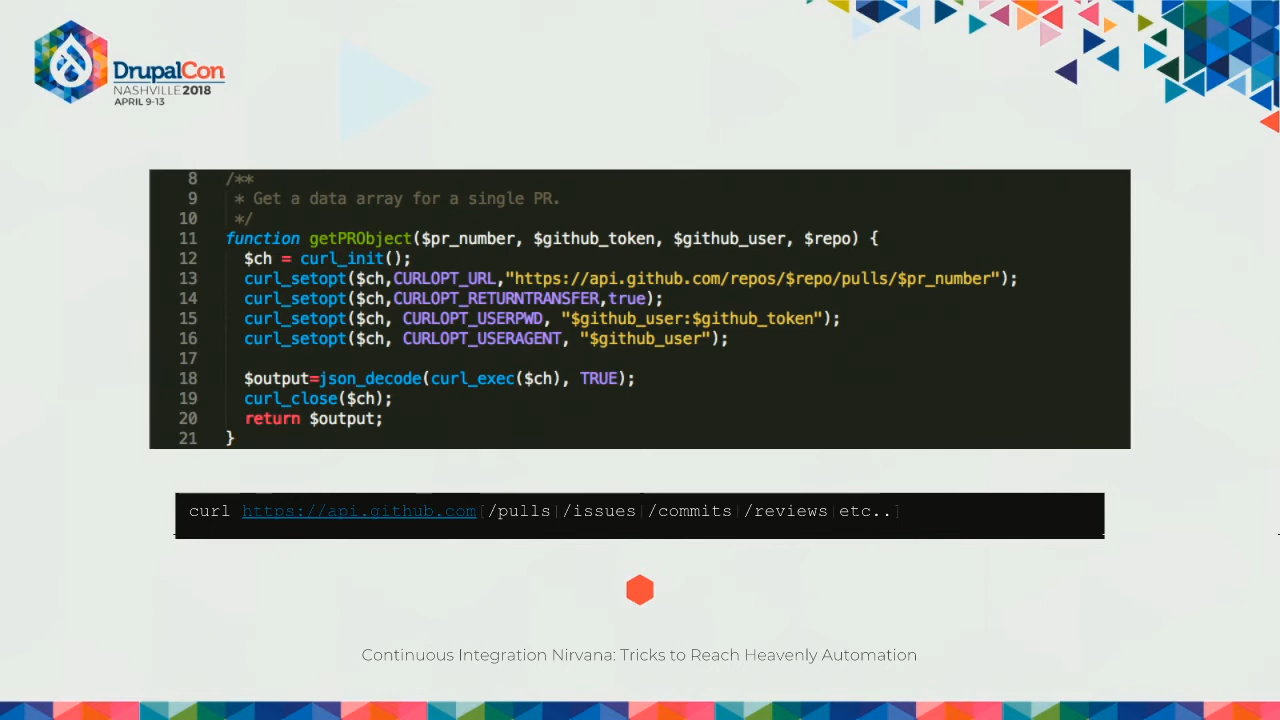 DrupalCon
NASHVILLE 2018
APRIL 9-13
8 /**
9  * Get a data array for a single PR.
10  */
11 function getPRObject($pr_number, $github_token, $github_user, $repo) {
12   $ch = curl_init();
13   curl_setopt($ch,CURLOPT_URL,"https://api.github.com/repos/$repo/pulls/$pr_number");
14   curl_setopt($ch,CURLOPT_RETURNTRANSFER,true);
15   curl_setopt($ch, CURLOPT_USERPWD, "$github_user:$github_token");
16   curl_setopt($ch, CURLOPT_USERAGENT, "$github_user");
17
18   $output=json_decode(curl_exec($ch), TRUE);
19   curl_close($ch);
20   return $output;
21 }
curl https://api.github.com[/pulls|/issues|/commits|/reviews|etc..]
Continuous Integration Nirvana: Tricks to Reach Heavenly Automation